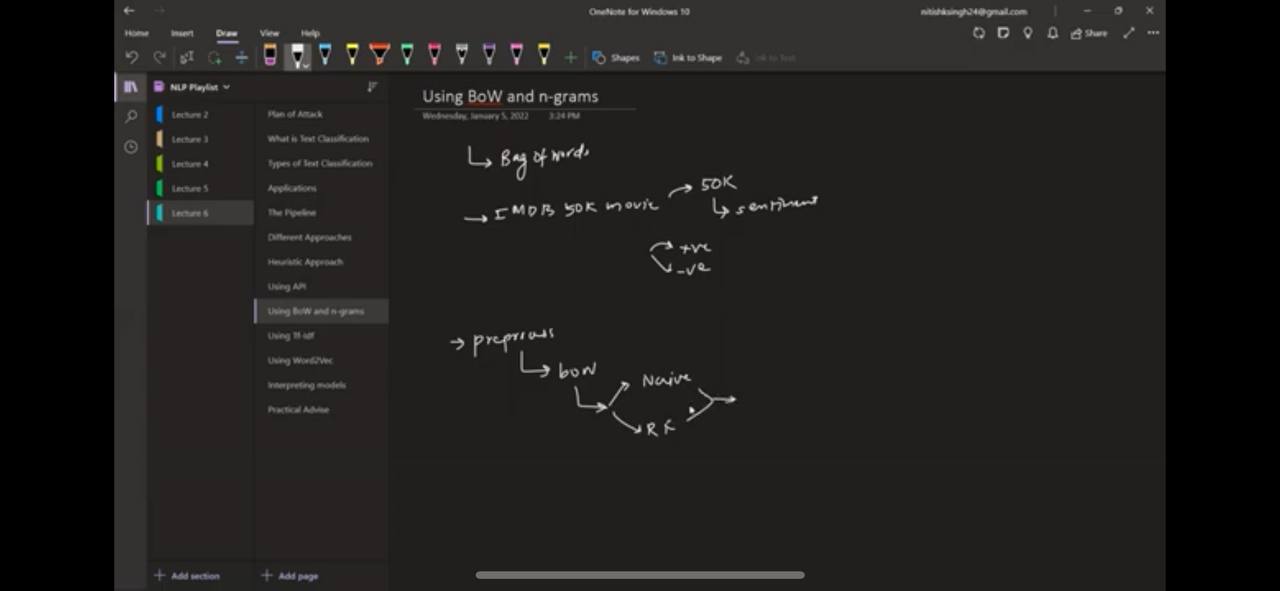 OneNote for Windows 10
nitishksingh24@gmail.com
Home Insert Draw View Help
Share
Shapes
Ink to Shape
Ink to Text
NLP Playlist
Lecture 2
Lecture 3
Lecture 4
Lecture 5
Lecture 6
Plan of Attack
What is Text Classification
Types of Text Classification
Applications
The Pipeline
Different Approaches
Heuristic Approach
Using API
Using BoW and n-grams
Using Tf-idf
Using Word2Vec
Interpreting models
Practical Advise
Add section
Add page
Using BoW and n-grams
Wednesday, January 5, 2022 3:24 PM
Bag of words
IMDB 50K movie
50K
sentiment
+ve
-ve
bow
Naive
RF